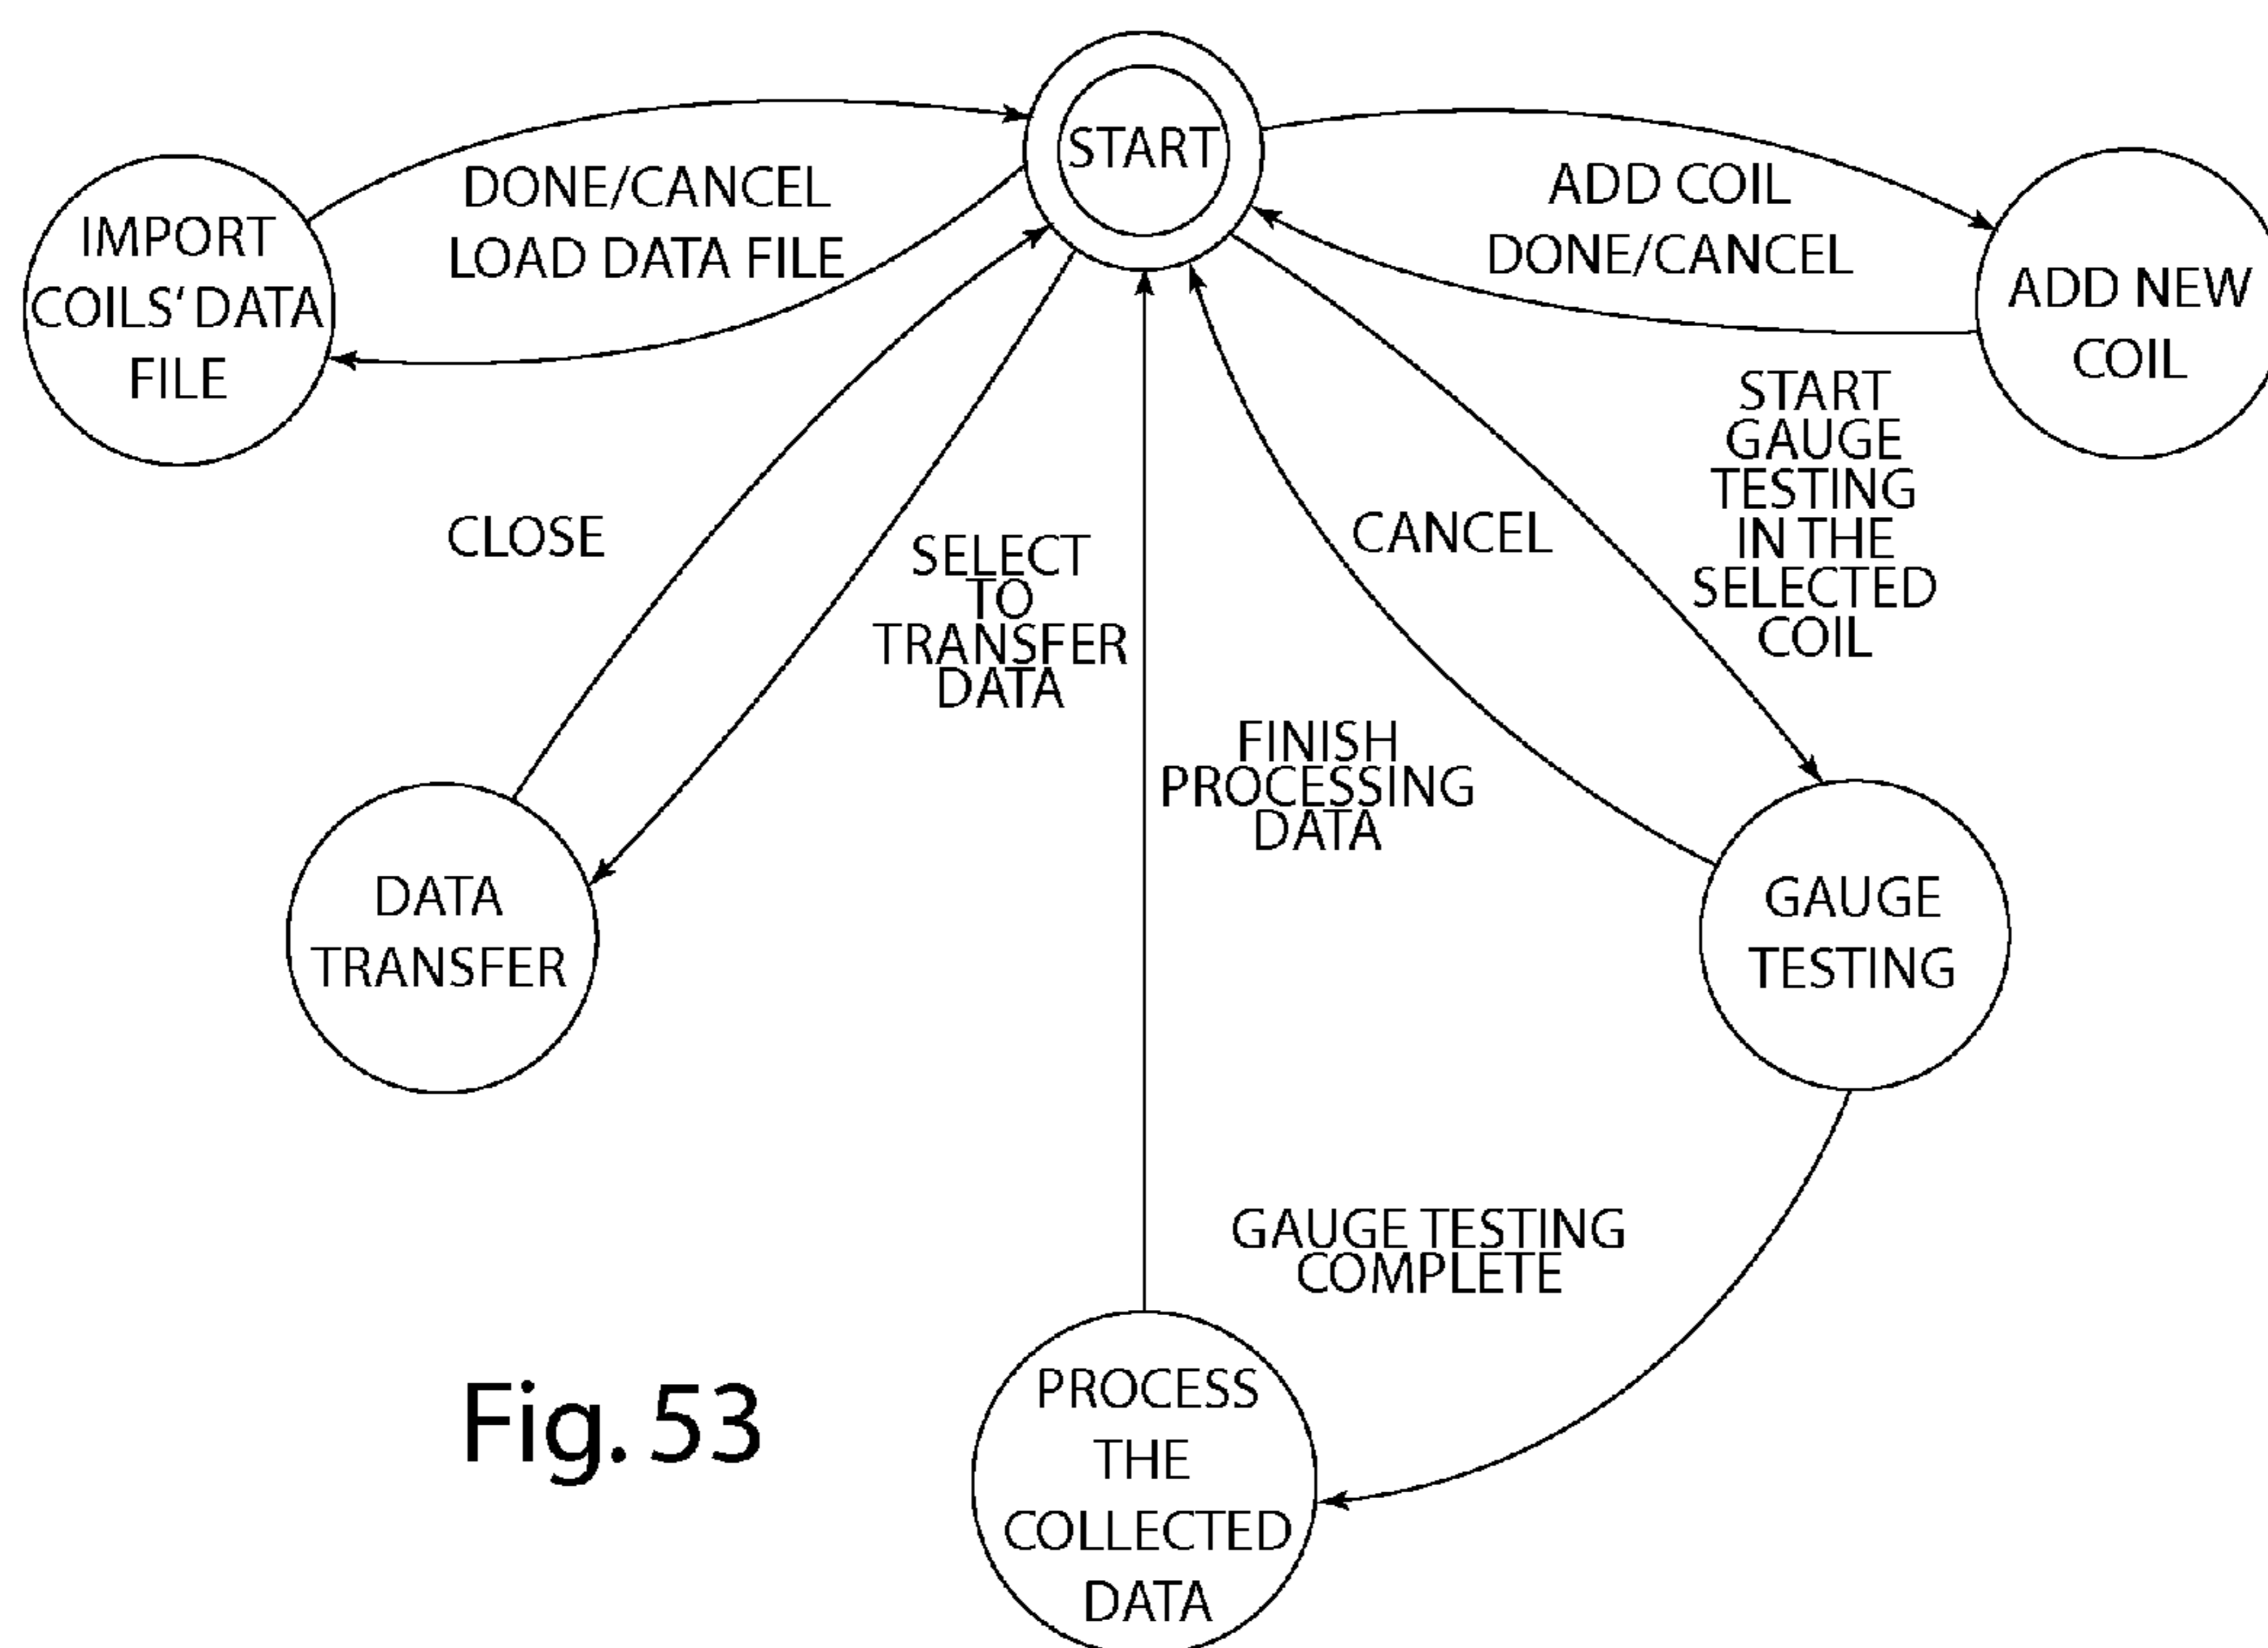 START
DONE/CANCEL
LOAD DATA FILE
ADD COIL
DONE/CANCEL
IMPORT
COILS' DATA
FILE
ADD NEW
COIL
START
GAUGE
TESTING
IN THE
SELECTED
COIL
CLOSE
SELECT
TO
TRANSFER
DATA
CANCEL
FINISH
PROCESSING
DATA
DATA
TRANSFER
GAUGE
TESTING
GAUGE TESTING
COMPLETE
PROCESS
THE
COLLECTED
DATA
Fig. 53